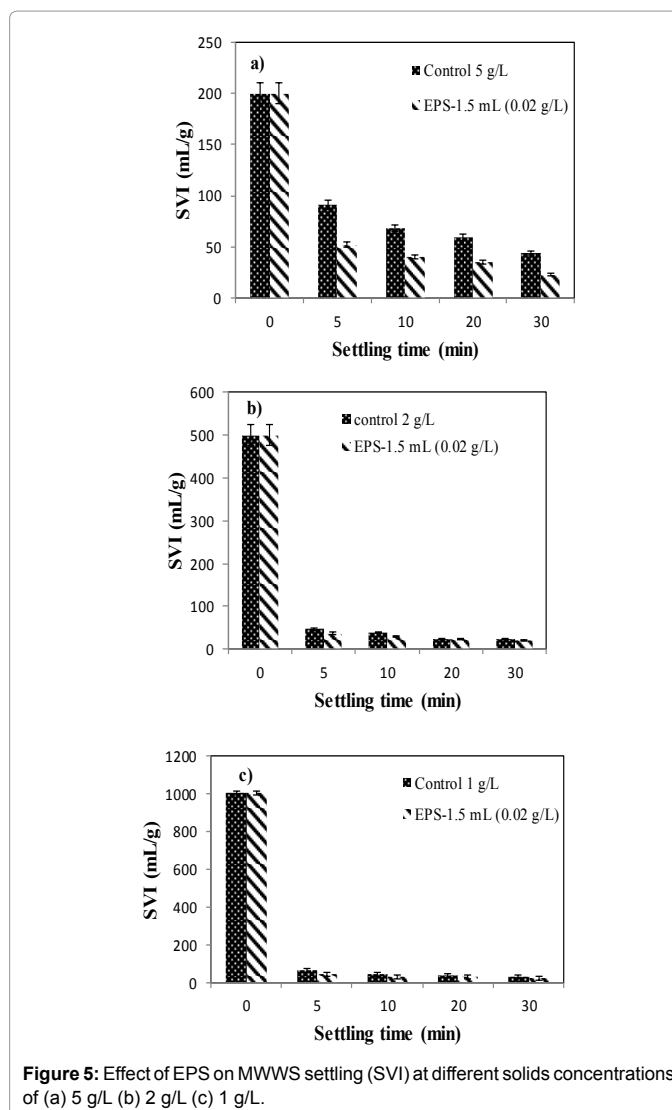 a)
Control 5 g/L
EPS-1.5 mL (0.02 g/L)
250
200
150
100
50
0
SVI (mL/g)
0 5 10 20 30
Settling time (min)
b)
control 2 g/L
EPS-1.5 mL (0.02 g/L)
600
500
400
300
200
100
0
SVI (mL/g)
0 5 10 20 30
Settling time (min)
c)
Control 1 g/L
EPS-1.5 mL (0.02 g/L)
1200
1000
800
600
400
200
0
SVI (mL/g)
0 5 10 20 30
Settling time (min)
Figure 5: Effect of EPS on MWWS settling (SVI) at different solids concentrations
of (a) 5 g/L (b) 2 g/L (c) 1 g/L.